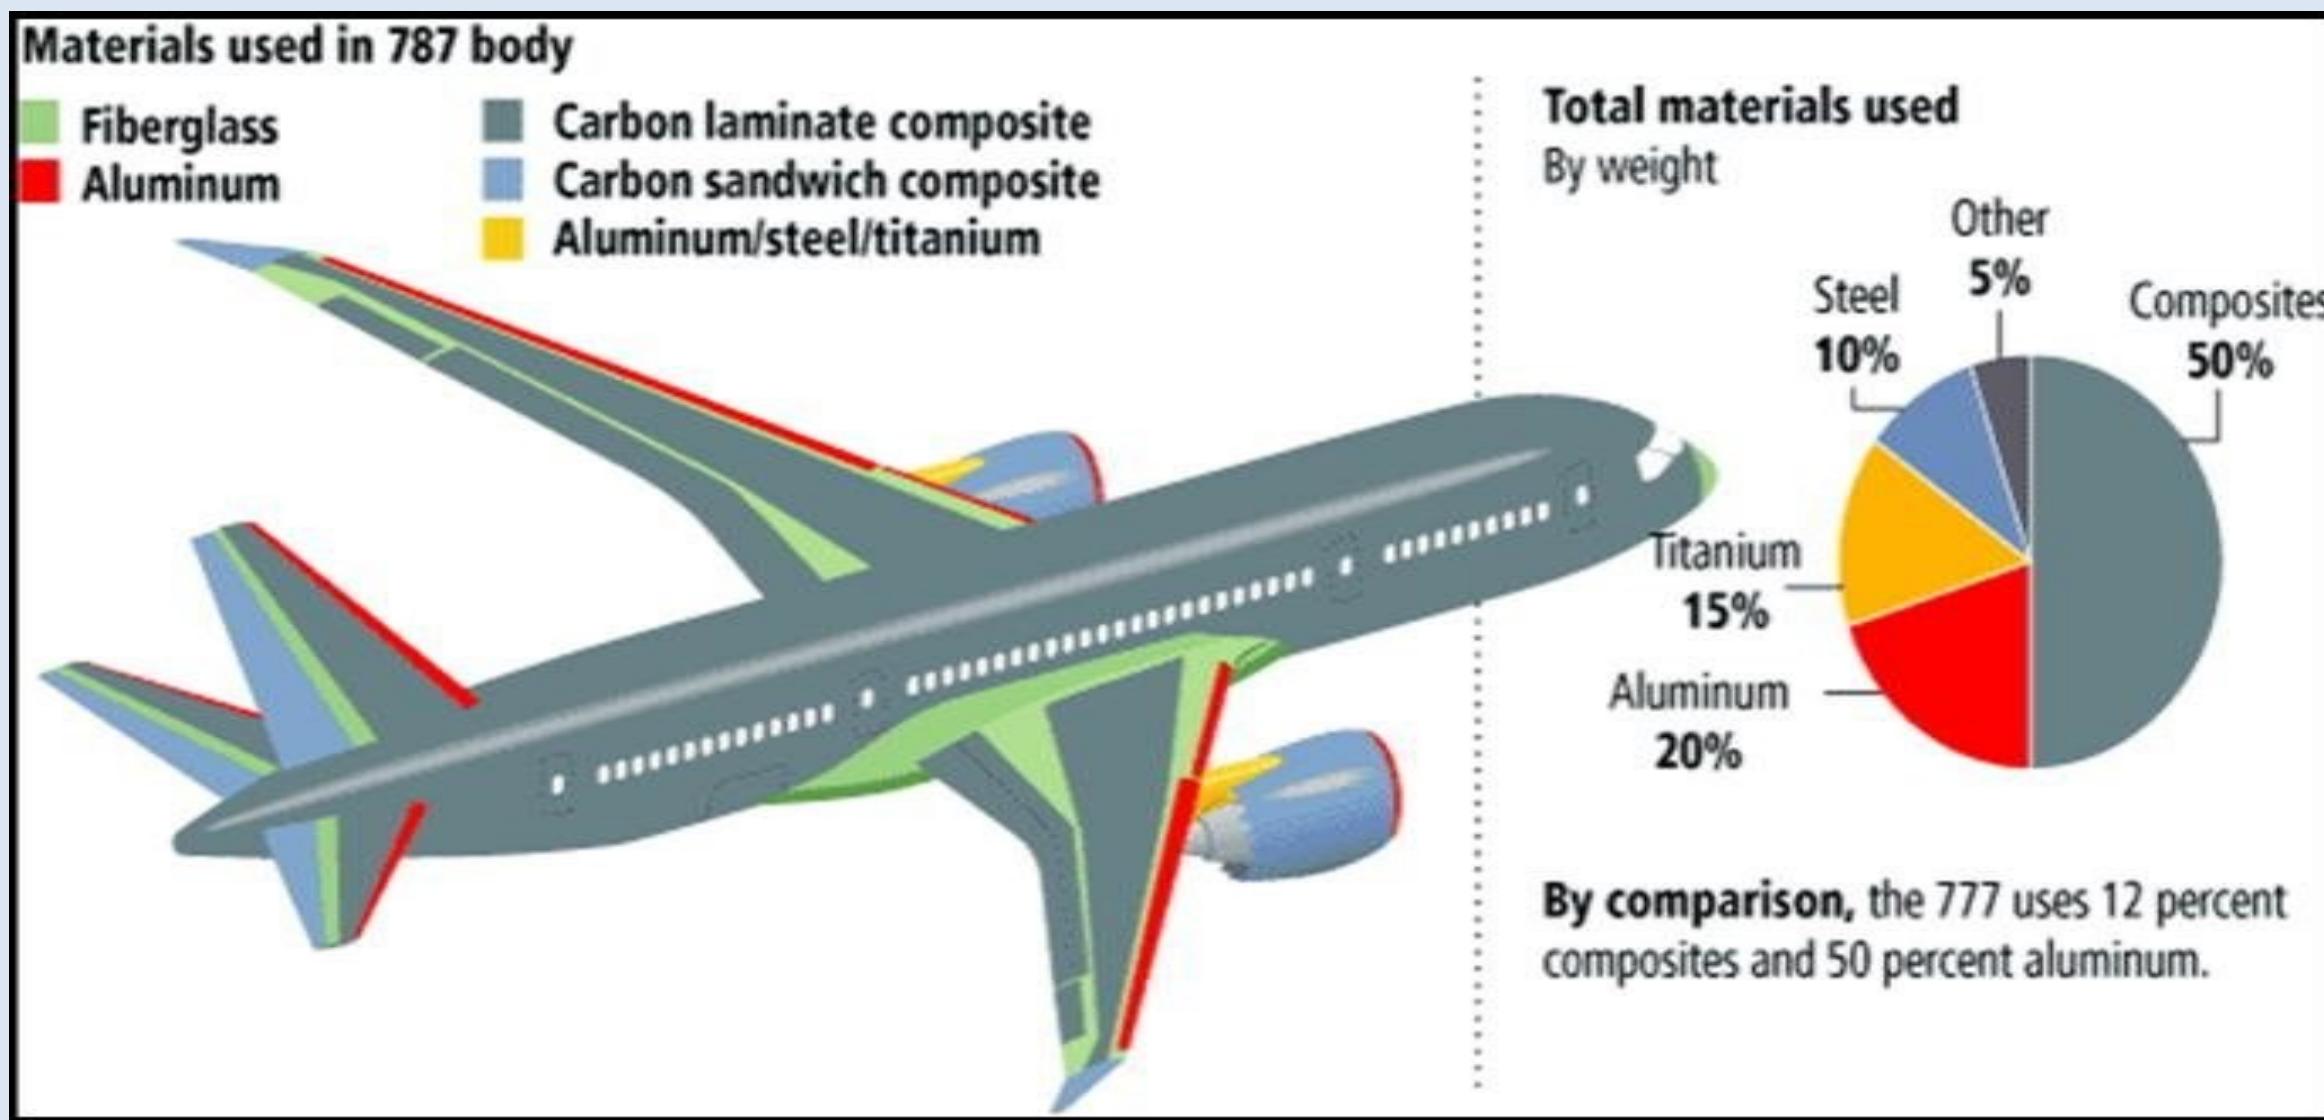 Materials used in 787 body
Fiberglass
Aluminum
Carbon laminate composite
Carbon sandwich composite
Aluminum/steel/titanium
Total materials used
By weight
Other
5%
Steel
10%
Composites
50%
Titanium
15%
Aluminum
20%
By comparison, the 777 uses 12 percent
composites and 50 percent aluminum.